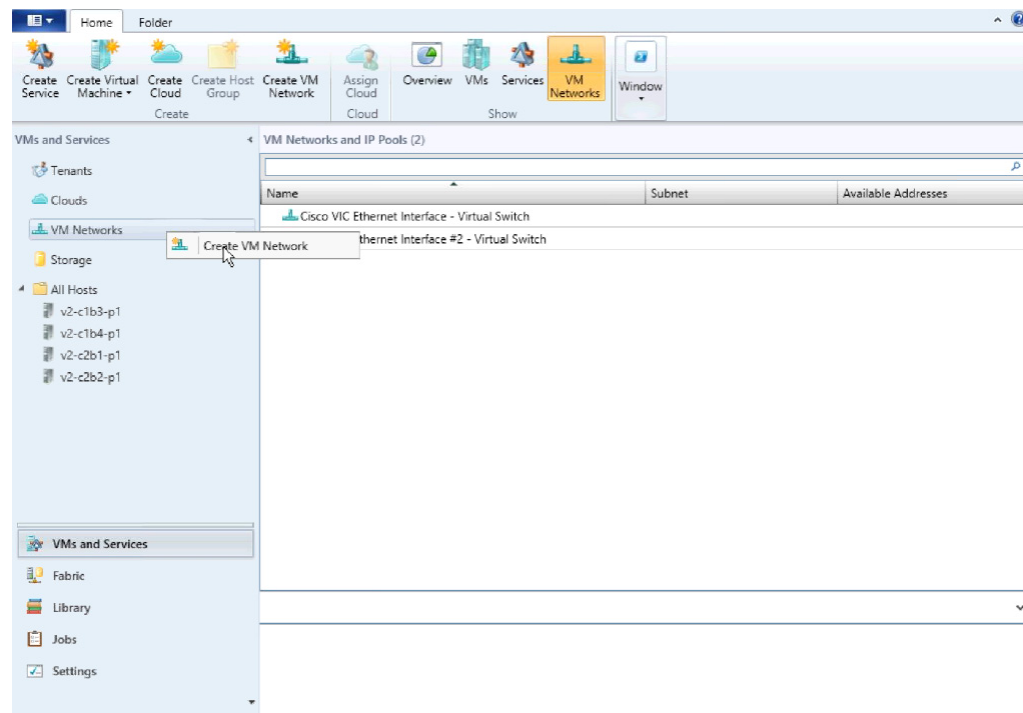 Home Folder
Create Service
Create Virtual Machine
Create Cloud
Create Host Group
Create VM Network
Assign Cloud
Overview
VMs
Services
VM Networks
Window
Create
Cloud
Show
VMs and Services
VM Networks and IP Pools (2)
Tenants
Clouds
VM Networks
Storage
All Hosts
v2-c1b3-p1
v2-c1b4-p1
v2-c2b1-p1
v2-c2b2-p1
Create VM Network
Name Subnet Available Addresses
Cisco VIC Ethernet Interface - Virtual Switch
thernet Interface #2 - Virtual Switch
VMs and Services
Fabric
Library
Jobs
Settings